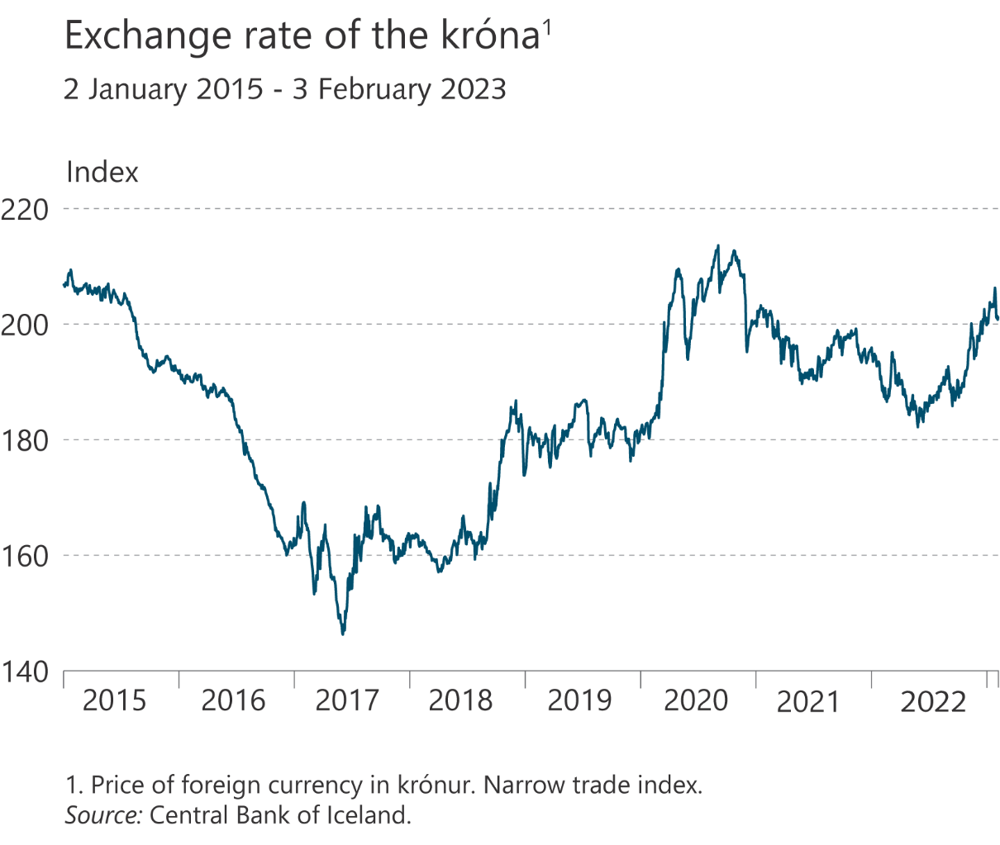 Exchange rate of the króna¹
2 January 2015 - 3 February 2023
Index
220
200
180
160
140
2015 2016 2017 2018 2019 2020 2021 2022
1. Price of foreign currency in krónur. Narrow trade index.
Source: Central Bank of Iceland.